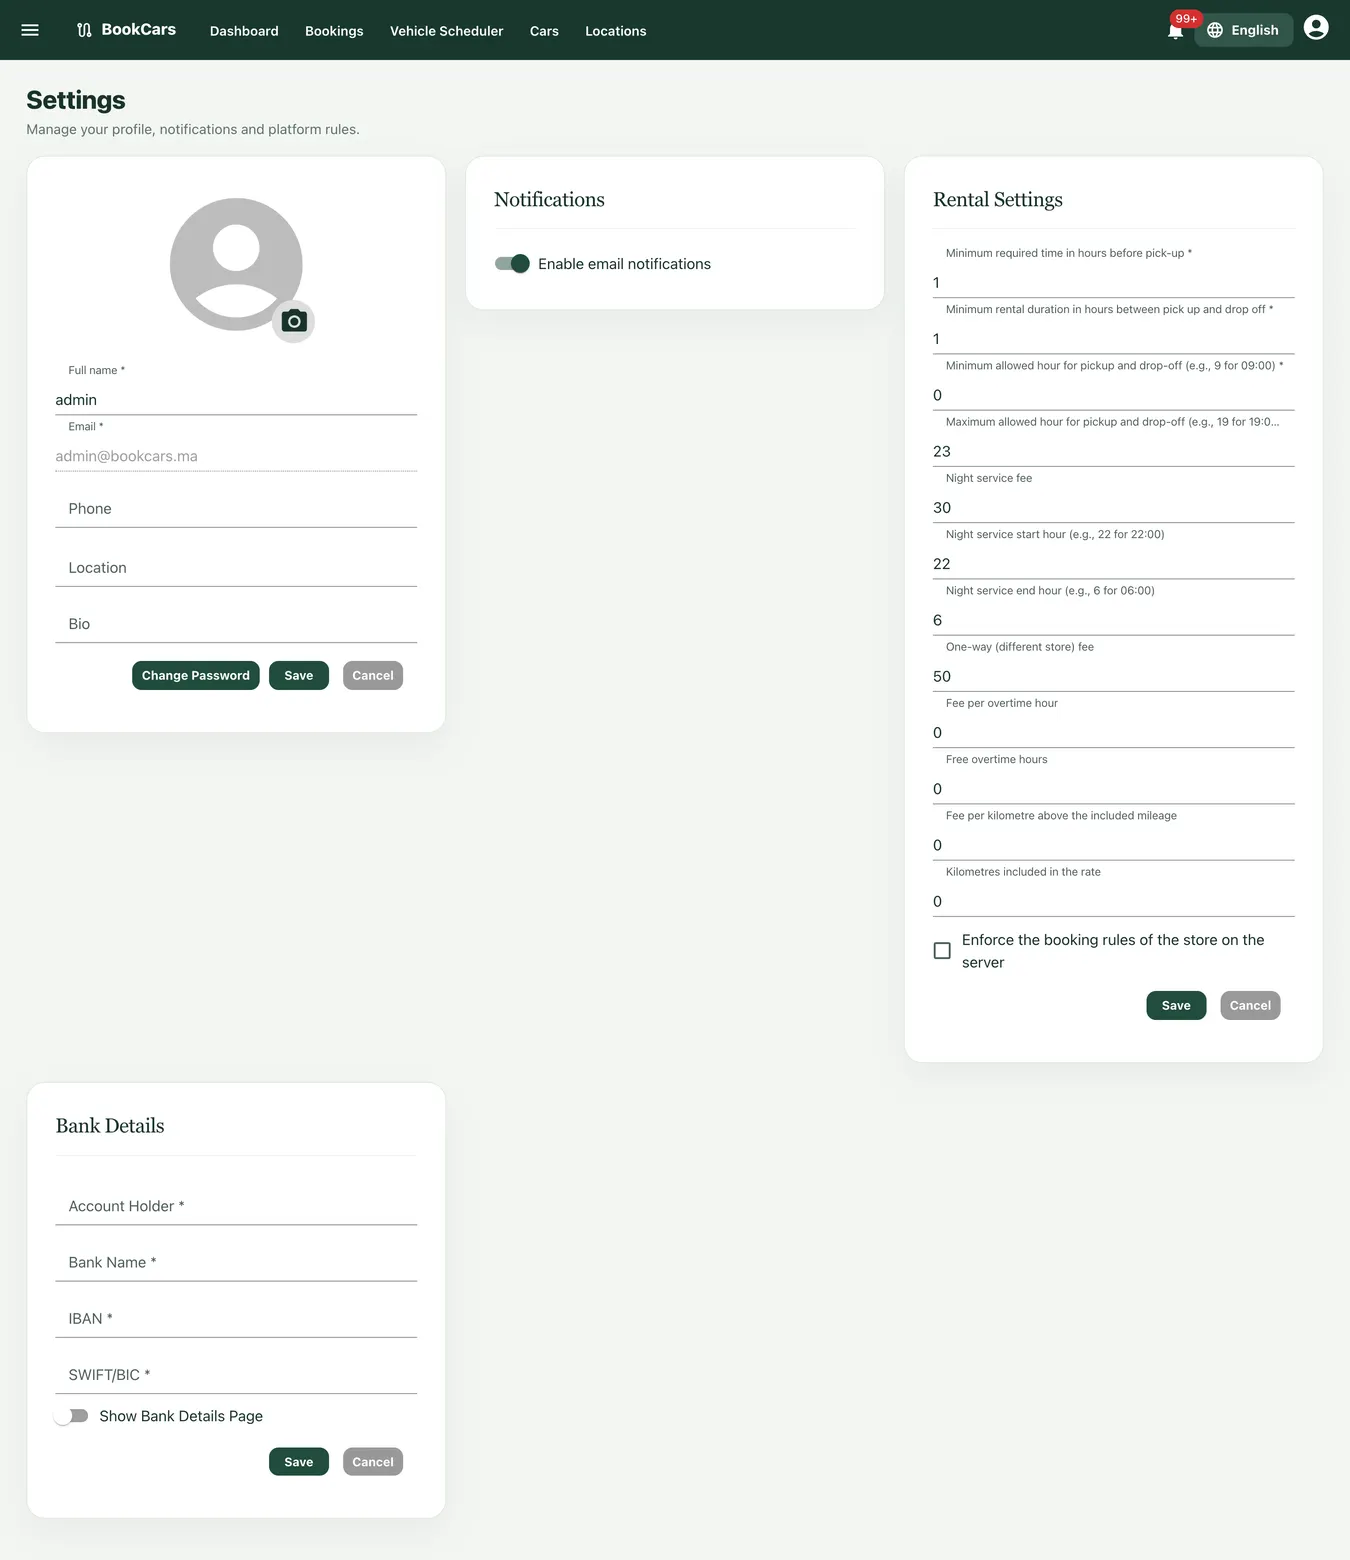 BookCars
Dashboard
Bookings
Vehicle Scheduler
Cars
Locations
99+
English
Settings
Manage your profile, notifications and platform rules.
Full name *
admin
Email *
admin@bookcars.ma
Phone
Location
Bio
Change Password
Save
Cancel
Notifications
Enable email notifications
Rental Settings
Minimum required time in hours before pick-up *
1
Minimum rental duration in hours between pick up and drop off *
1
Minimum allowed hour for pickup and drop-off (e.g., 9 for 09:00) *
0
Maximum allowed hour for pickup and drop-off (e.g., 19 for 19:0...
23
Night service fee
30
Night service start hour (e.g., 22 for 22:00)
22
Night service end hour (e.g., 6 for 06:00)
6
One-way (different store) fee
50
Fee per overtime hour
0
Free overtime hours
0
Fee per kilometre above the included mileage
0
Kilometres included in the rate
0
Enforce the booking rules of the store on the
server
Save
Cancel
Bank Details
Account Holder *
Bank Name *
IBAN *
SWIFT/BIC *
Show Bank Details Page
Save
Cancel